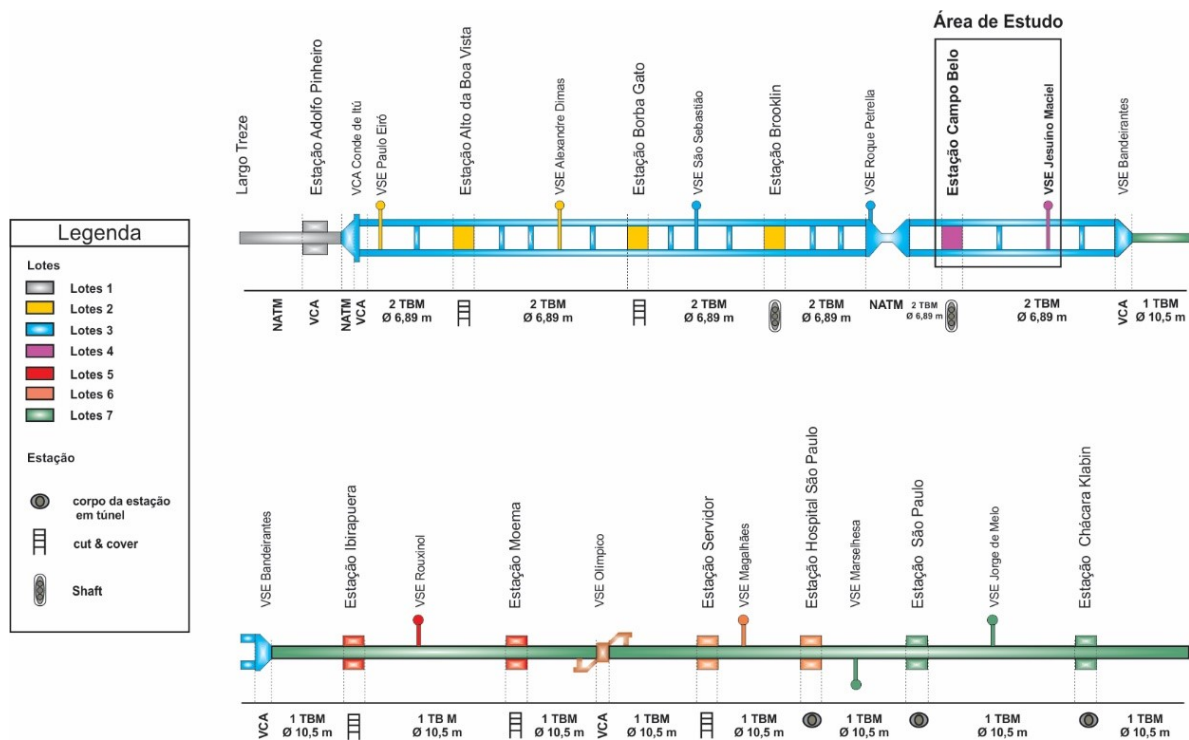 Área de Estudo
Largo Treze
Estação Adolfo Pinheiro
VCA Conde de Itú
VSE Paulo Eiró
Estação Alto da Boa Vista
VSE Alexandre Dimas
Estação Borba Gato
VSE São Sebastião
Estação Brooklin
VSE Roque Petrella
Estação Campo Belo
VSE Jesuino Maciel
VSE Bandeirantes
NATM
VCA
NATM
VCA
2 TBM
Ø 6,89 m
2 TBM
Ø 6,89 m
2 TBM
Ø 6,89 m
2 TBM
Ø 6,89 m
NATM
2 TBM
Ø 6,89 m
2 TBM
Ø 6,89 m
VCA
1 TBM
Ø 10,5 m
Legenda
Lotes
Lotes 1
Lotes 2
Lotes 3
Lotes 4
Lotes 5
Lotes 6
Lotes 7
Estação
corpo da estação
em túnel
cut & cover
Shaft
VSE Bandeirantes
Estação Ibirapuera
VSE Rouxinol
Estação Moema
VSE Olímpico
Estação Servidor
VSE Magalhães
Estação Hospital São Paulo
VSE Marselhesa
Estação São Paulo
VSE Jorge de Melo
Estação Chácara Klabin
VCA
1 TBM
Ø 10,5 m
1 TB M
Ø 10,5 m
1 TBM
Ø 10,5 m
VCA
1 TBM
Ø 10,5 m
1 TBM
Ø 10,5 m
1 TBM
Ø 10,5 m
1 TBM
Ø 10,5 m
1 TBM
Ø 10,5 m